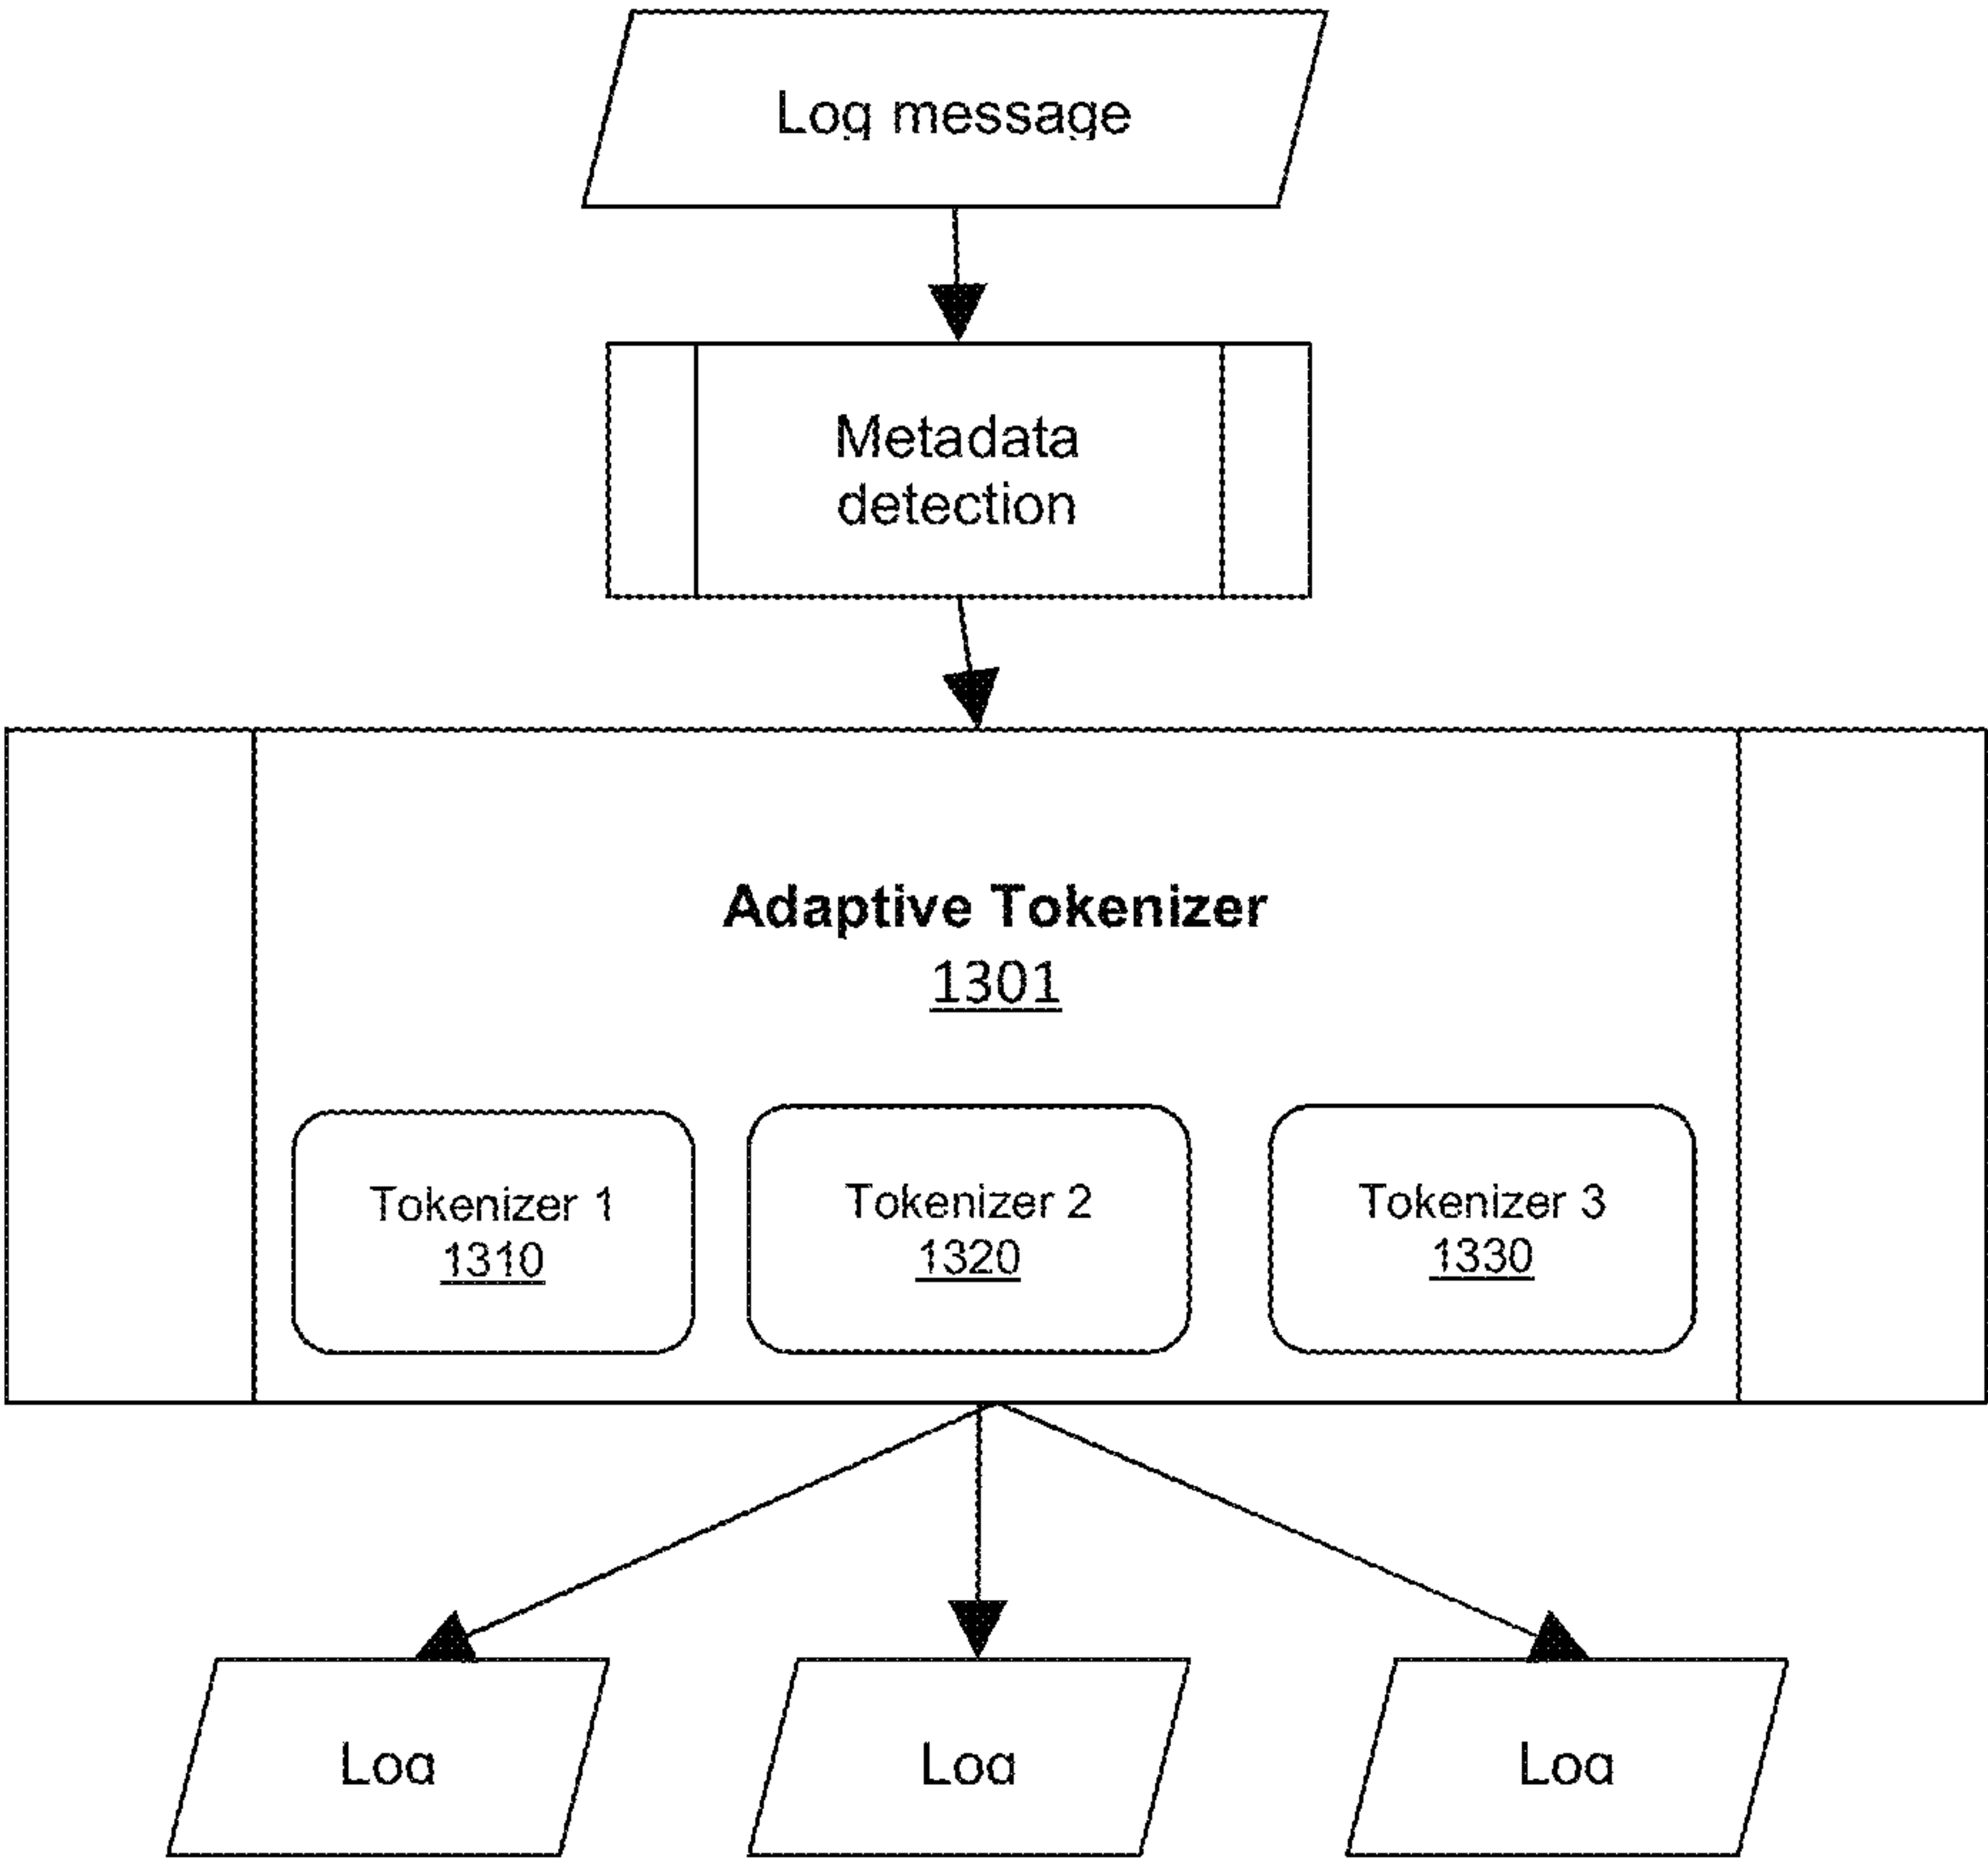 Log message
Metadata
detection
Adaptive Tokenizer
1301
Tokenizer 1
1310
Tokenizer 2
1320
Tokenizer 3
1330
Log
Log
Log